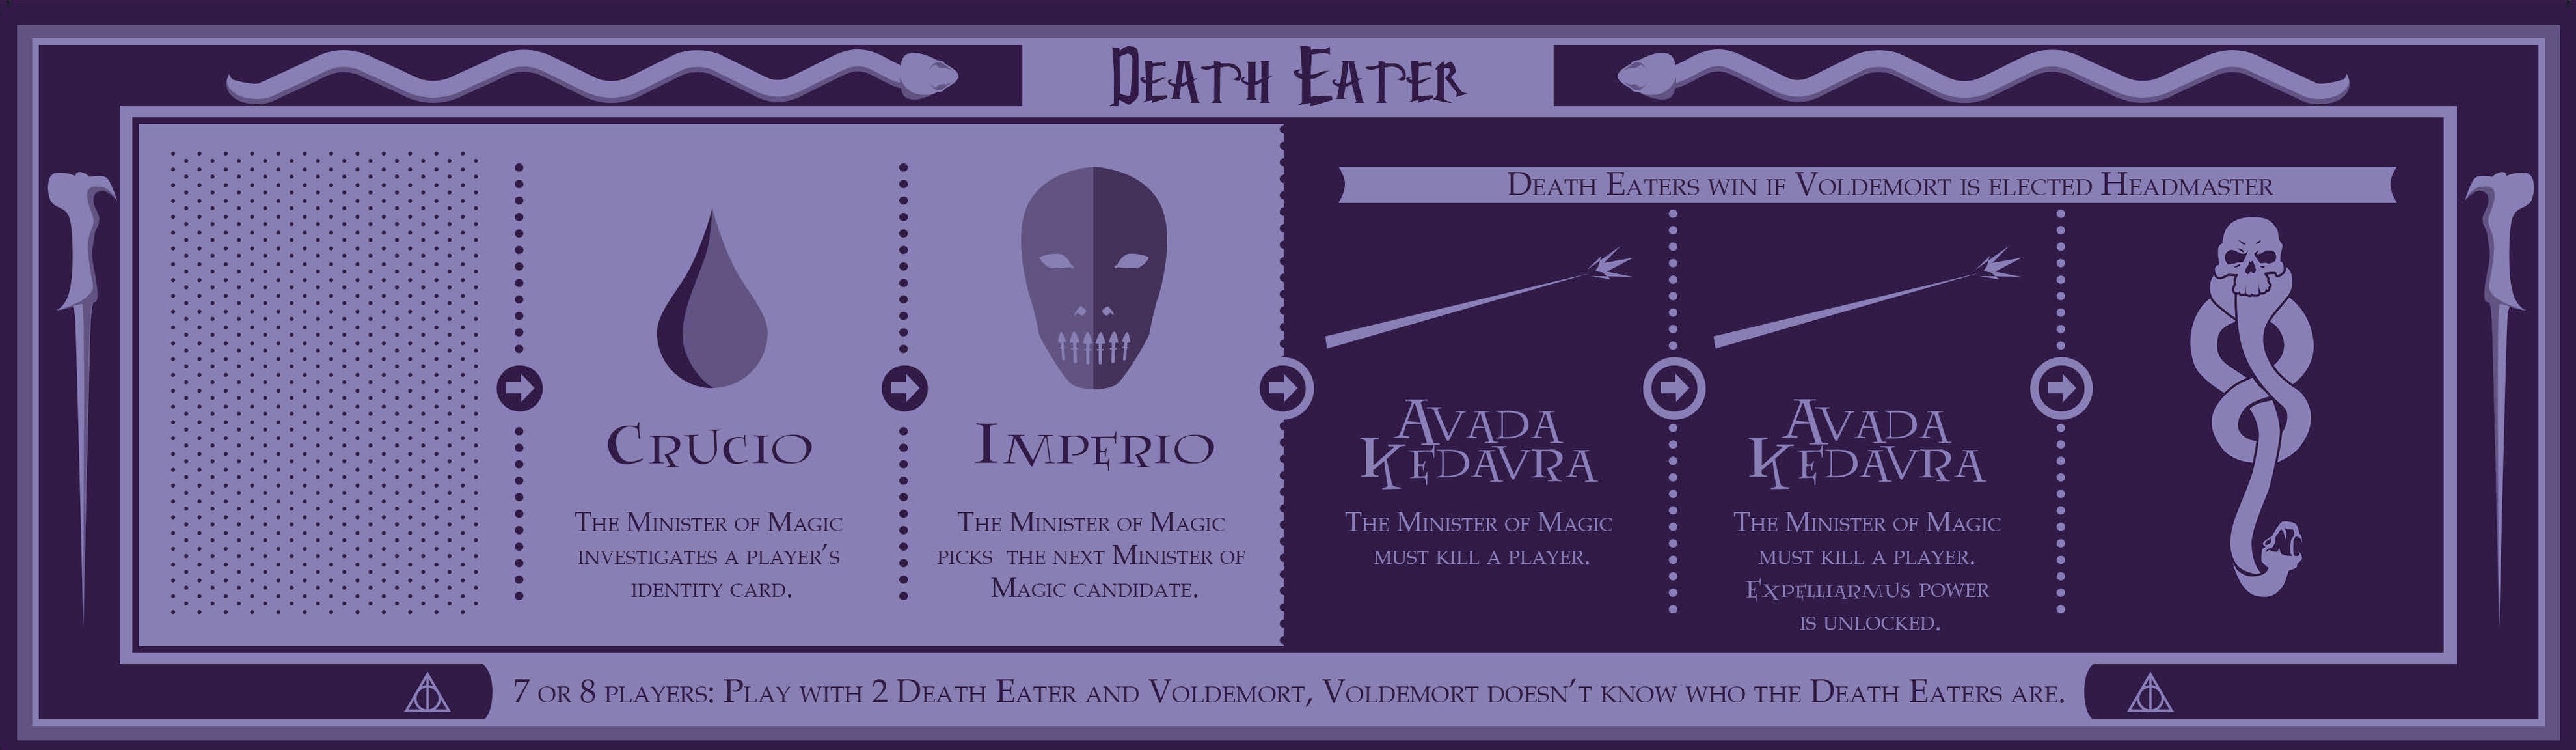 Death Eater
Death Eaters win if Voldemort is elected Headmaster
Crucio
The Minister of Magic
investigates a player's
identity card.
Imperio
The Minister of Magic
picks the next Minister of
Magic candidate.
Avada
Kedavra
The Minister of Magic
must kill a player.
Avada
Kedavra
The Minister of Magic
must kill a player.
Expelliarmus power
is unlocked.
7 or 8 players: Play with 2 Death Eater and Voldemort, Voldemort doesn't know who the Death Eaters are.